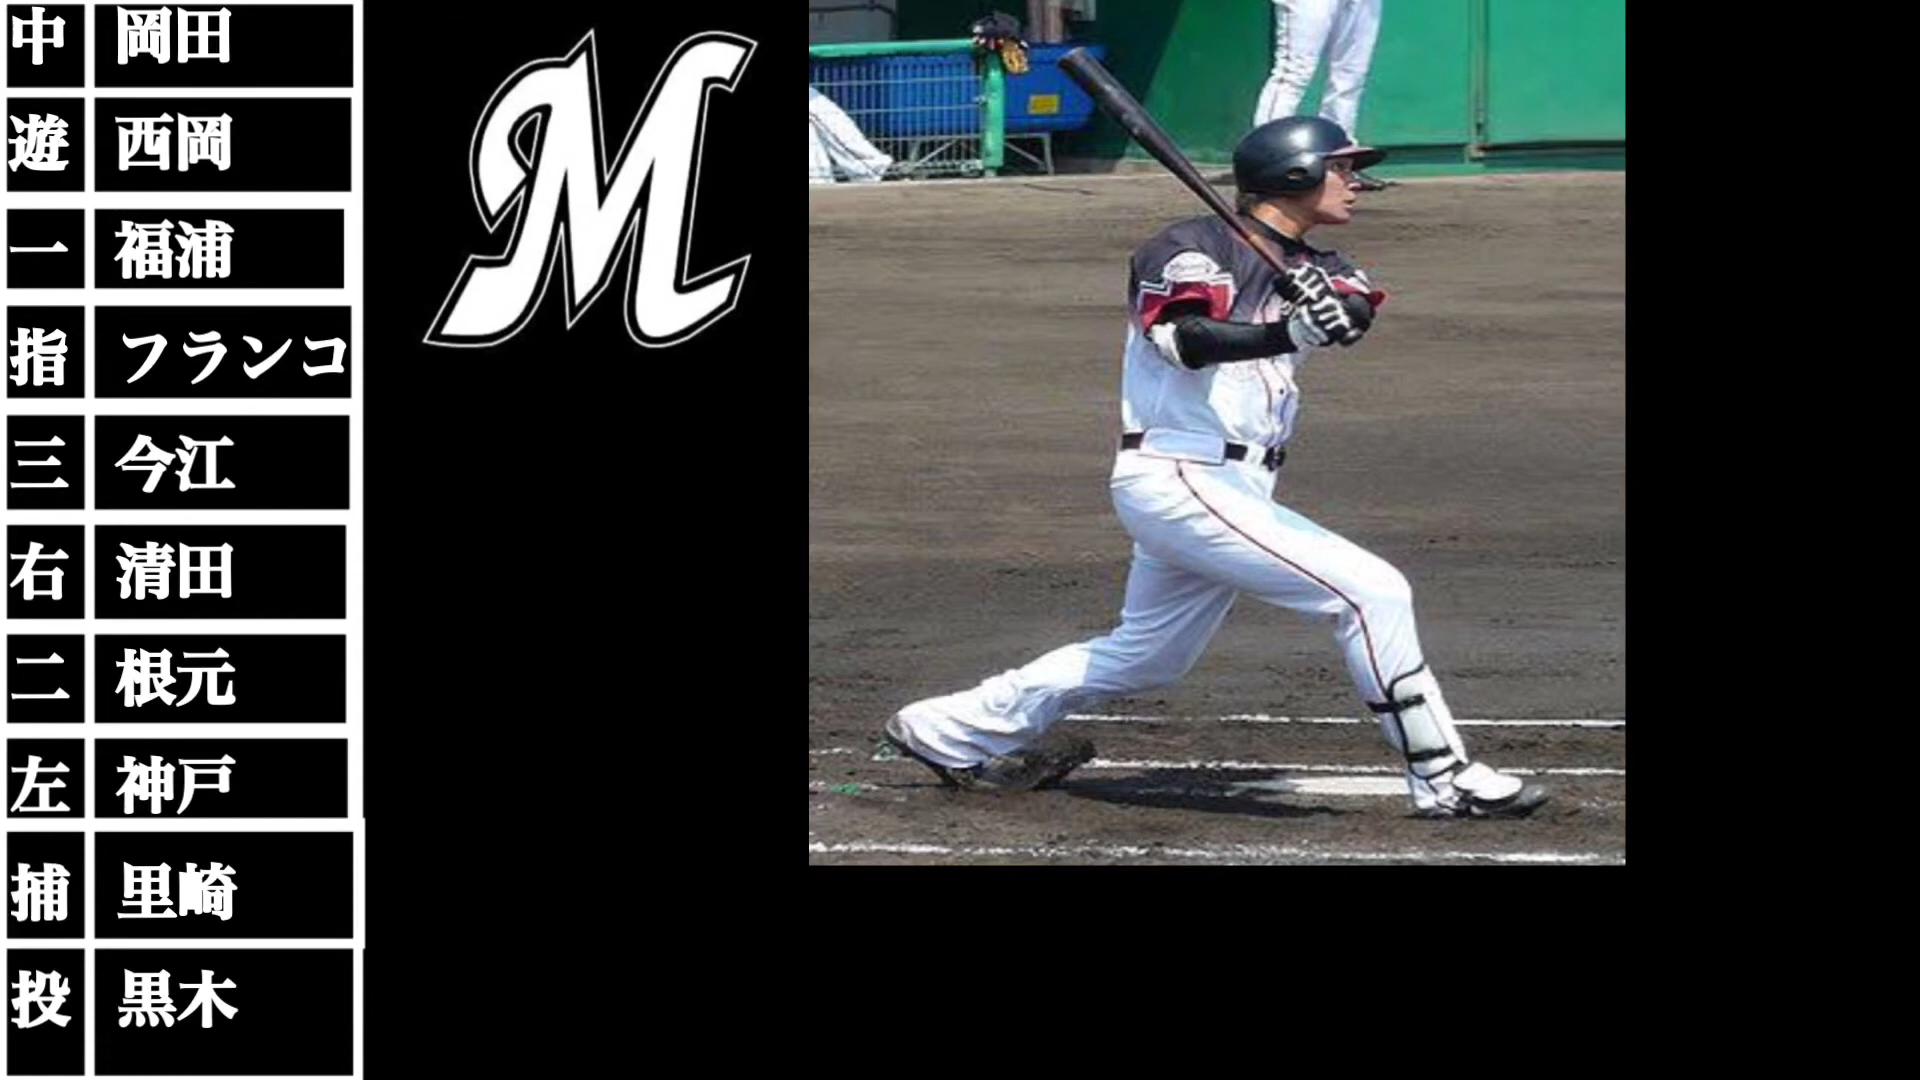 中 岡田
遊 西岡
一 福浦
指 フランコ
三 今江
右 清田
二 根元
左 神戸
捕 里崎
投 黒木
M